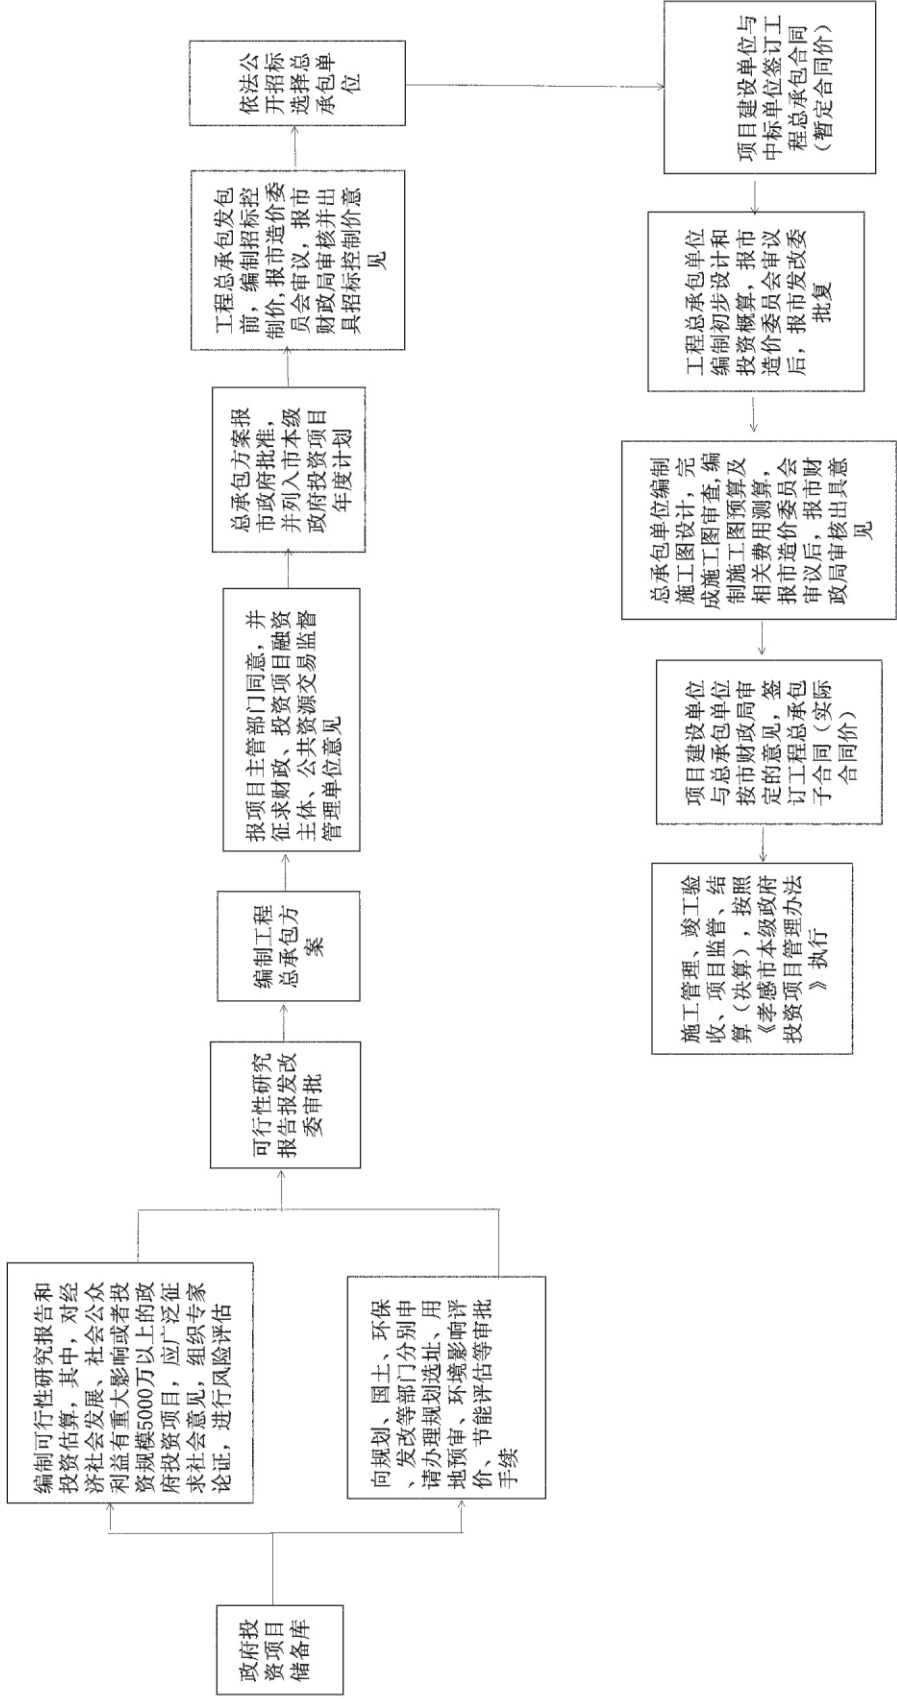 政府投
资项目
储备库
编制可行性研究报告和
投资估算，其中，对经
济社会发展、社会公众
利益有重大影响或者投
资规模5000万以上的政
府投资项目，应广泛征
求社会意见，组织专家
论证，进行风险评估
向规划、国土、环保
、发改等部门分别申
请办理规划选址、用
地预审、环境影响评
价、节能评估等审批
手续
可行性研究
报告报发改
委审批
编制工程
总承包方
案
报项目主管部门同意，并
征求财政、投资项目融资
主体、公共资源交易监督
管理单位意见
总承包方案报
市政府批准，
并列入市本级
政府投资项目
年度计划
工程总承包发包
前，编制招标控
制价,报市造价委
员会审议，报市
财政局审核并出
具招标控制价意
见
依法公
开招标
选择总
承包单
位
项目建设单位与
中标单位签订工
程总承包合同
（暂定合同价）
工程总承包单位
编制初步设计和
投资概算，报市
造价委员会审议
后，报市发改委
批复
总承包单位编制
施工图设计，完
成施工图审查,编
制施工图预算及
相关费用测算，
报市造价委员会
审议后，报市财
政局审核出具意
见
项目建设单位
与总承包单位
按市财政局审
定的意见，签
订工程总承包
子合同（实际
合同价）
施工管理、竣工验
收、项目监管、结
算（决算），按照
《孝感市本级政府
投资项目管理办法
》执行